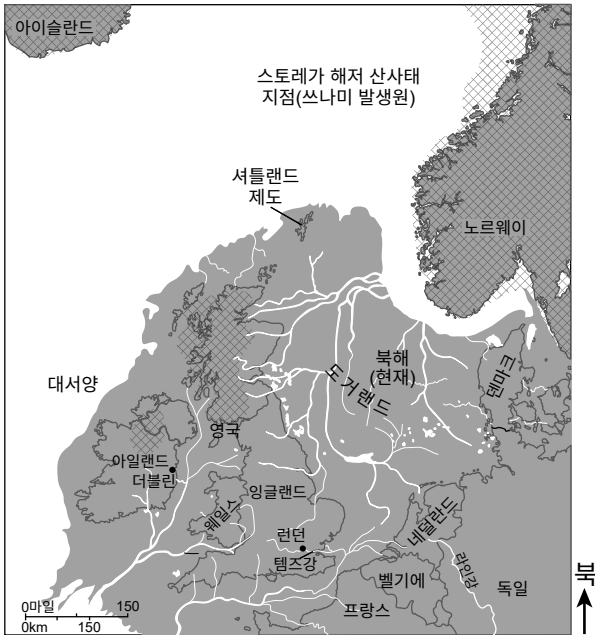 아이슬란드
스토레가 해저 산사태
지점(쓰나미 발생원)
셔틀랜드
제도
노르웨이
북해
(현재)
도거랜드
덴마크
대서양
영국
아일랜드
더블린
잉글랜드
웨일스
네덜란드
런던
템즈강
라인강
벨기에
독일
프랑스
북
0마일 150
0km 150